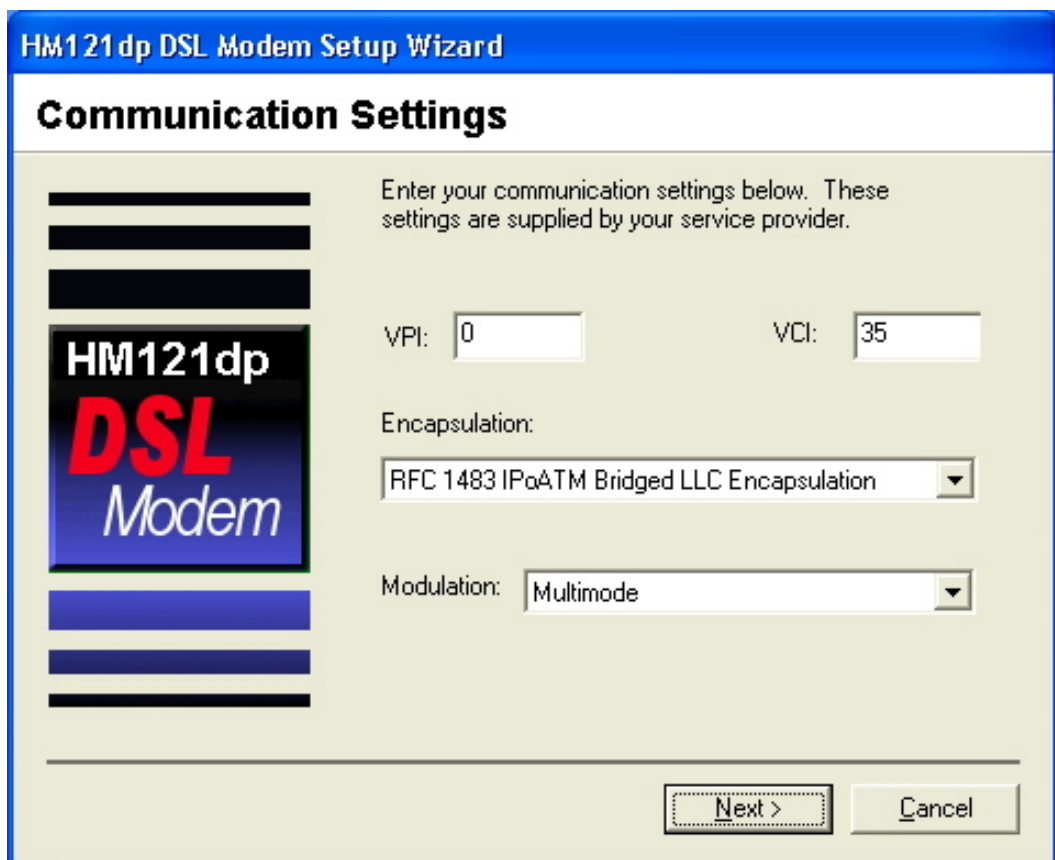 HM121dp DSL Modem Setup Wizard
Communication Settings
Enter your communication settings below. These
settings are supplied by your service provider.
HM121dp
DSL
Modem
VPI: 0 VCI: 35
Encapsulation:
RFC 1483 IPoATM Bridged LLC Encapsulation
Modulation: Multimode
Next > Cancel